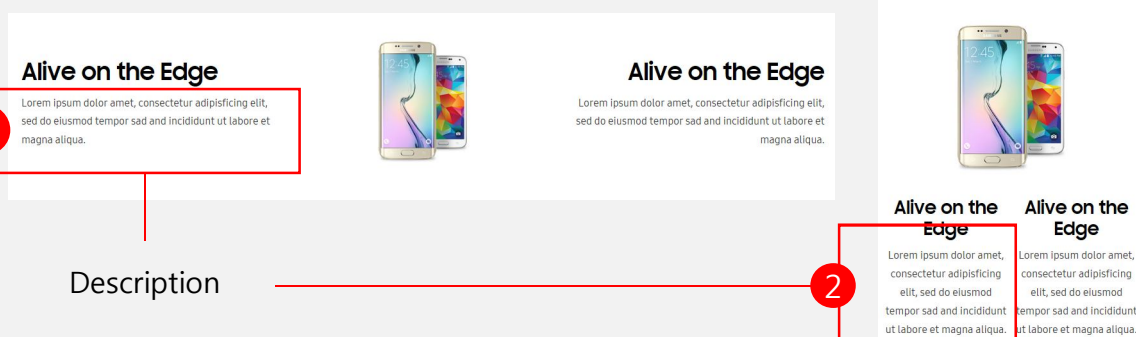 Alive on the Edge
Lorem ipsum dolor amet, consectetur adipisficing elit,
sed do eiusmod tempor sad and incididunt ut labore et
magna aliqua.
12:45
Alive on the Edge
Lorem ipsum dolor amet, consectetur adipisficing elit,
sed do eiusmod tempor sad and incididunt ut labore et
magna aliqua.
Description
2
12:45
Alive on the
Edge
Lorem ipsum dolor amet,
consectetur adipisficing
elit, sed do eiusmod
tempor sad and incididunt
ut labore et magna aliqua.
Alive on the
Edge
Lorem ipsum dolor amet,
consectetur adipisficing
elit, sed do eiusmod
tempor sad and incididunt
ut labore et magna aliqua.